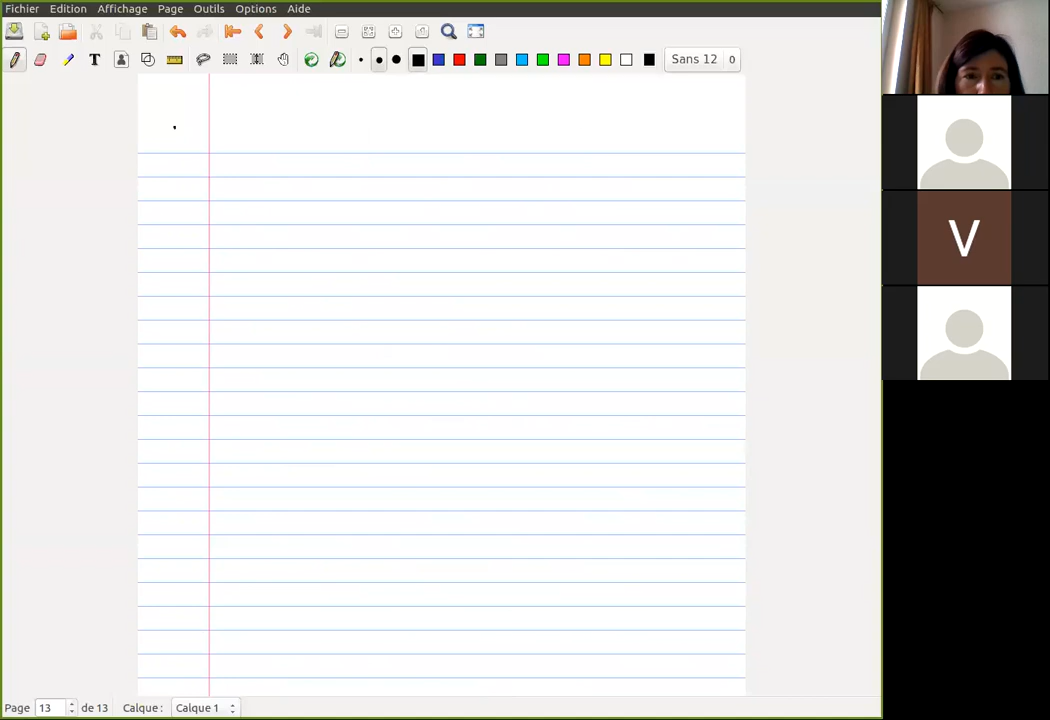 Fichier Edition Affichage Page Outils Options Aide
T Sans 12 0
V
Page 13 de 13 Calque : Calque 1